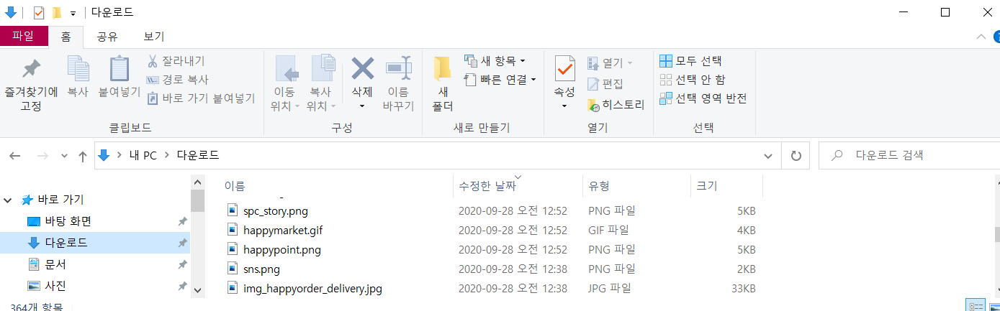 다운로드
파일 홈 공유 보기
즐겨찾기에 고정
복사
붙여넣기
잘라내기
경로 복사
바로 가기 붙여넣기
클립보드
이동 위치
복사 위치
삭제
이름 바꾸기
구성
새 폴더
새 항목
빠른 연결
새로 만들기
속성
열기
편집
히스토리
열기
모두 선택
선택 안 함
선택 영역 반전
선택
내 PC 다운로드
다운로드 검색
바로 가기
바탕 화면
다운로드
문서
사진
이름 수정한 날짜 유형 크기
spc_story.png 2020-09-28 오전 12:52 PNG 파일 5KB
happymarket.gif 2020-09-28 오전 12:52 GIF 파일 4KB
happypoint.png 2020-09-28 오전 12:52 PNG 파일 5KB
sns.png 2020-09-28 오전 12:38 PNG 파일 2KB
img_happyorder_delivery.jpg 2020-09-28 오전 12:38 JPG 파일 33KB
364개 항목